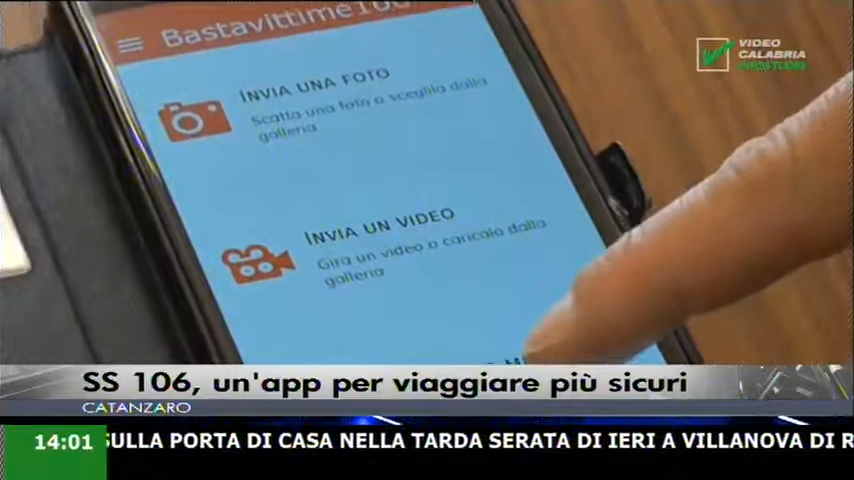 Bastavittime106
VIDEO
CALABRIA
INVIA UNA FOTO
Scatta una foto o sceglila dalla
galleria
INVIA UN VIDEO
Gira un video o caricalo dalla
galleria
SS 106, un'app per viaggiare più sicuri
CATANZARO
14:01 SULLA PORTA DI CASA NELLA TARDA SERATA DI IERI A VILLANOVA DI R